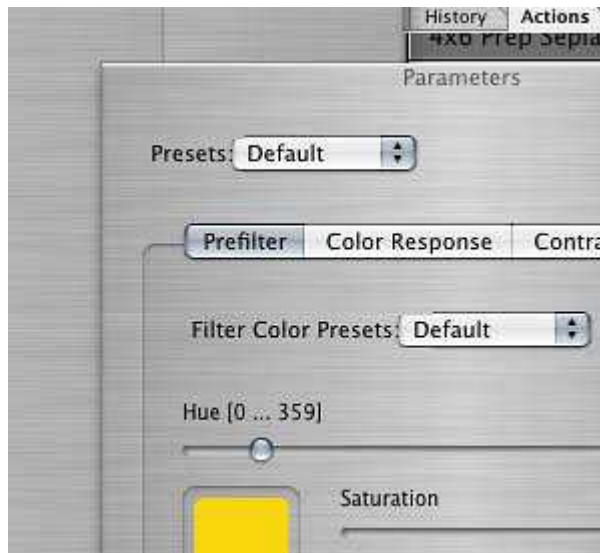 History Actions
4x6 Prep Sepia
Parameters
Presets: Default
Prefilter Color Response Contra
Filter Color Presets: Default
Hue [0 ... 359]
Saturation